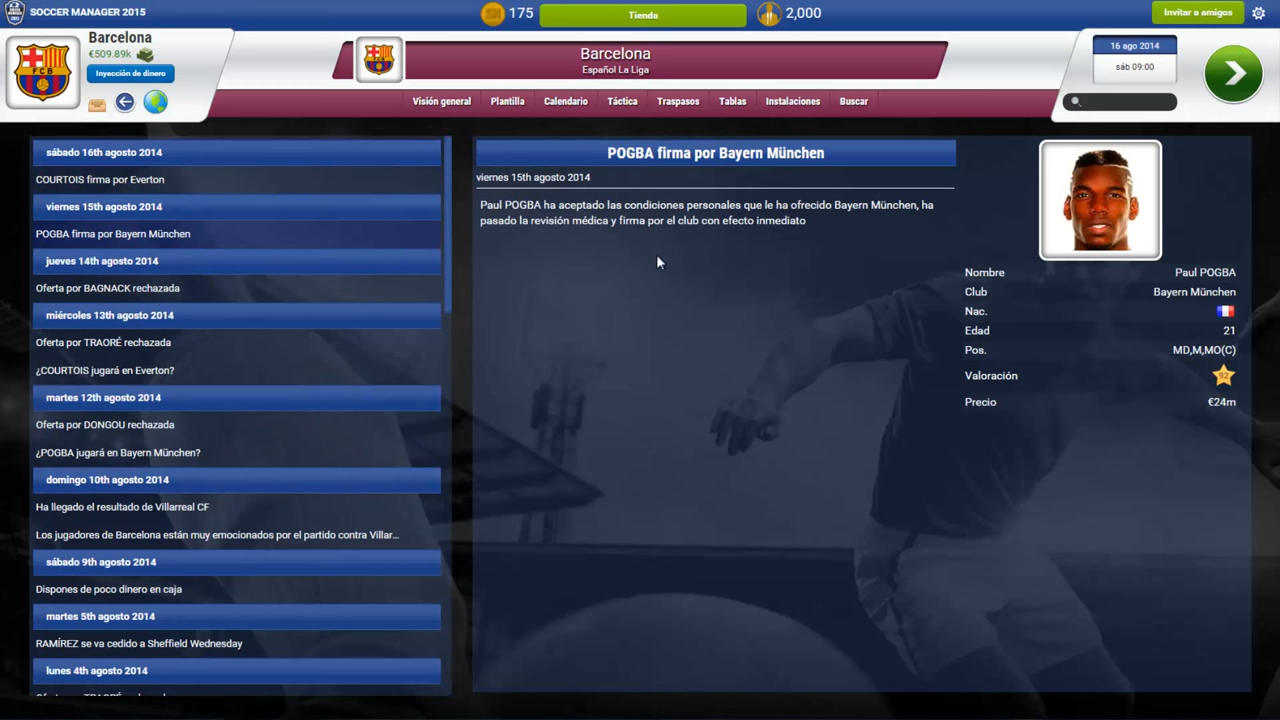 SOCCER MANAGER 2015
175
Tienda
2,000
Invitar a amigos
Barcelona
€509.89k
Inyección de dinero
FCB
Barcelona
Español La Liga
16 ago 2014
sáb 09:00
Visión general
Plantilla
Calendario
Táctica
Traspasos
Tablas
Instalaciones
Buscar
sábado 16th agosto 2014
COURTOIS firma por Everton
viernes 15th agosto 2014
POGBA firma por Bayern München
jueves 14th agosto 2014
Oferta por BAGNACK rechazada
miércoles 13th agosto 2014
Oferta por TRAORÉ rechazada
¿COURTOIS jugará en Everton?
martes 12th agosto 2014
Oferta por DONGOU rechazada
¿POGBA jugará en Bayern München?
domingo 10th agosto 2014
Ha llegado el resultado de Villarreal CF
Los jugadores de Barcelona están muy emocionados por el partido contra Villar...
sábado 9th agosto 2014
Dispones de poco dinero en caja
martes 5th agosto 2014
RAMÍREZ se va cedido a Sheffield Wednesday
lunes 4th agosto 2014
POGBA firma por Bayern München
viernes 15th agosto 2014
Paul POGBA ha aceptado las condiciones personales que le ha ofrecido Bayern München, ha
pasado la revisión médica y firma por el club con efecto inmediato
Nombre Paul POGBA
Club Bayern München
Nac.
Edad 21
Pos. MD,M,MO(C)
Valoración 92
Precio €24m